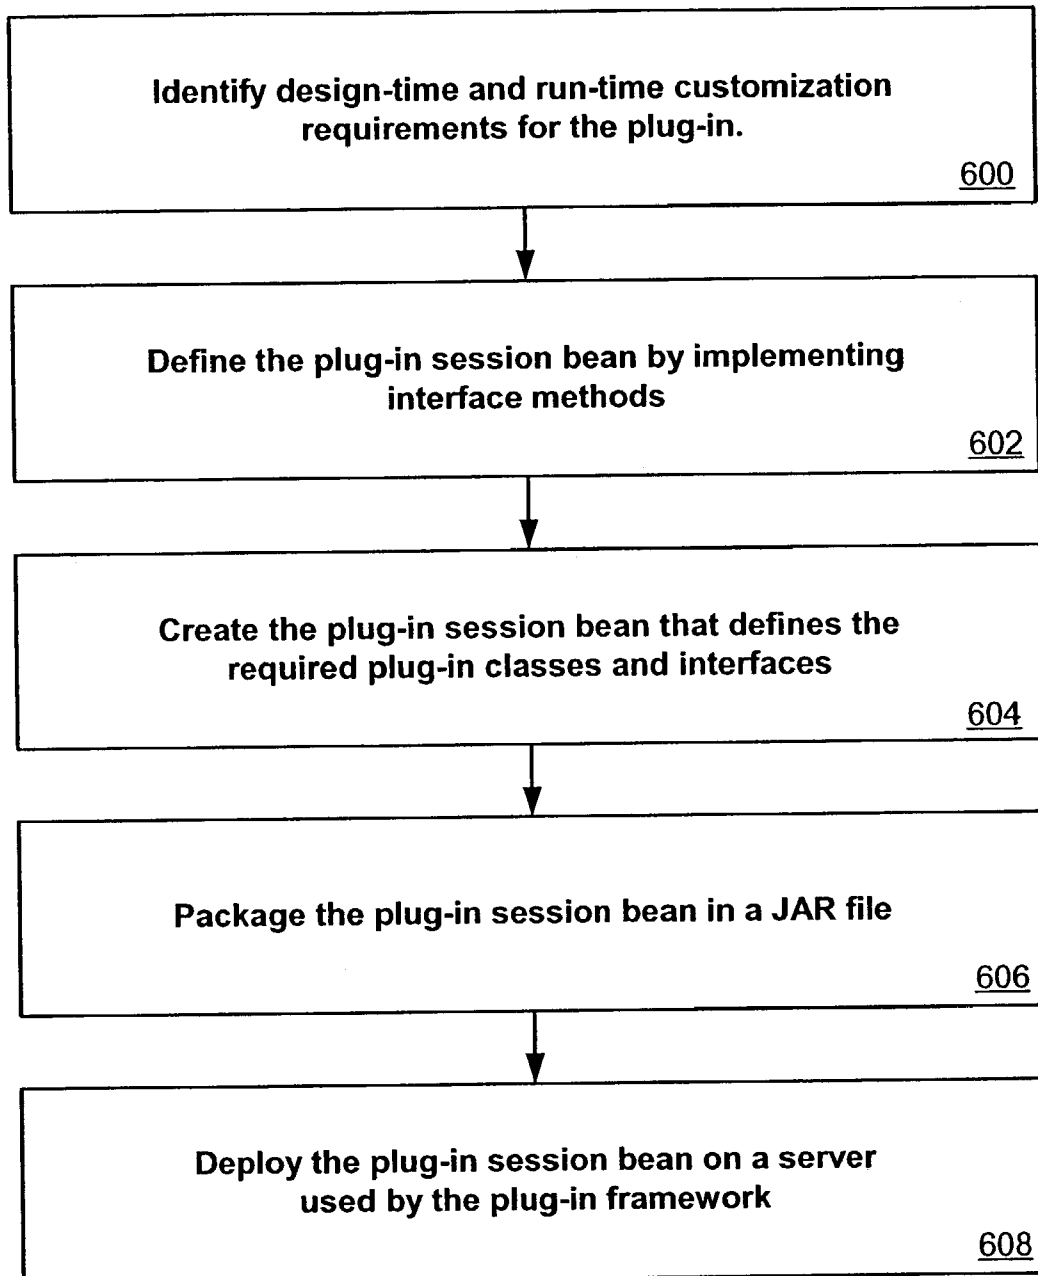 Identify design-time and run-time customization
requirements for the plug-in.
600
Define the plug-in session bean by implementing
interface methods
602
Create the plug-in session bean that defines the
required plug-in classes and interfaces
604
Package the plug-in session bean in a JAR file
606
Deploy the plug-in session bean on a server
used by the plug-in framework
608